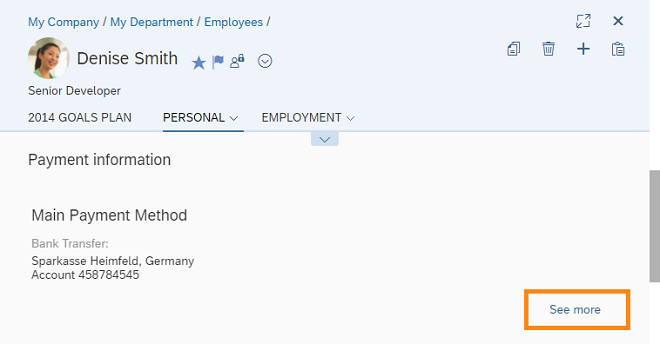 My Company / My Department / Employees /
Denise Smith
Senior Developer
2014 GOALS PLAN PERSONAL EMPLOYMENT
Payment information
Main Payment Method
Bank Transfer:
Sparkasse Heimfeld, Germany
Account 458784545
See more